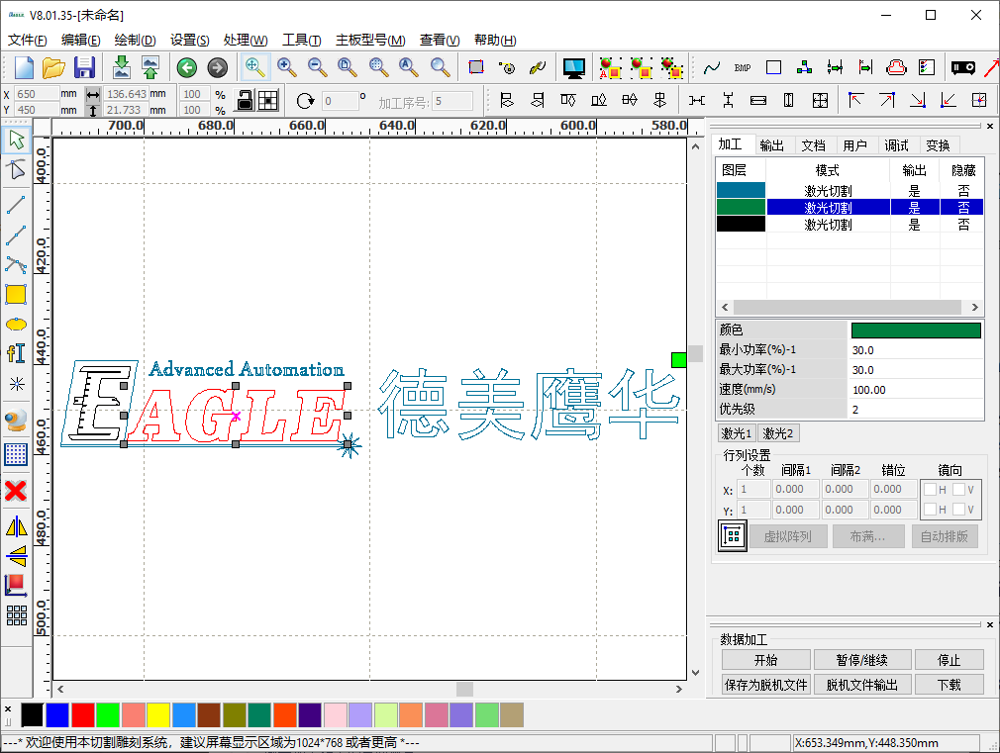 V8.01.35-[未命名]
文件(F) 编辑(E) 绘制(D) 设置(S) 处理(W) 工具(T) 主板型号(M) 查看(V) 帮助(H)
BMP
X 650 mm 136.643 mm 100 %
Y 450 mm 21.733 mm 100 %
0 ° 加工序号: 5
700.0 680.0 660.0 640.0 620.0 600.0 580.0
400.0
420.0
440.0
460.0
480.0
500.0
Advanced Automation
EAGLE 德美鹰华
加工 输出 文档 用户 调试 变换
图层 模式 输出 隐藏
激光切割 是 否
激光切割 是 否
激光切割 是 否
颜色
最小功率(%)-1 30.0
最大功率(%)-1 30.0
速度(mm/s) 100.00
优先级 2
激光1 激光2
行列设置
个数 间隔1 间隔2 错位 镜向
X: 1 0.000 0.000 0.000 H V
Y: 1 0.000 0.000 0.000 H V
虚拟阵列 布满... 自动排版
数据加工
开始 暂停/继续 停止
保存为脱机文件 脱机文件输出 下载
---* 欢迎使用本切割雕刻系统，建议屏幕显示区域为1024*768 或者更高 *---
X:653.349mm,Y:448.350mm